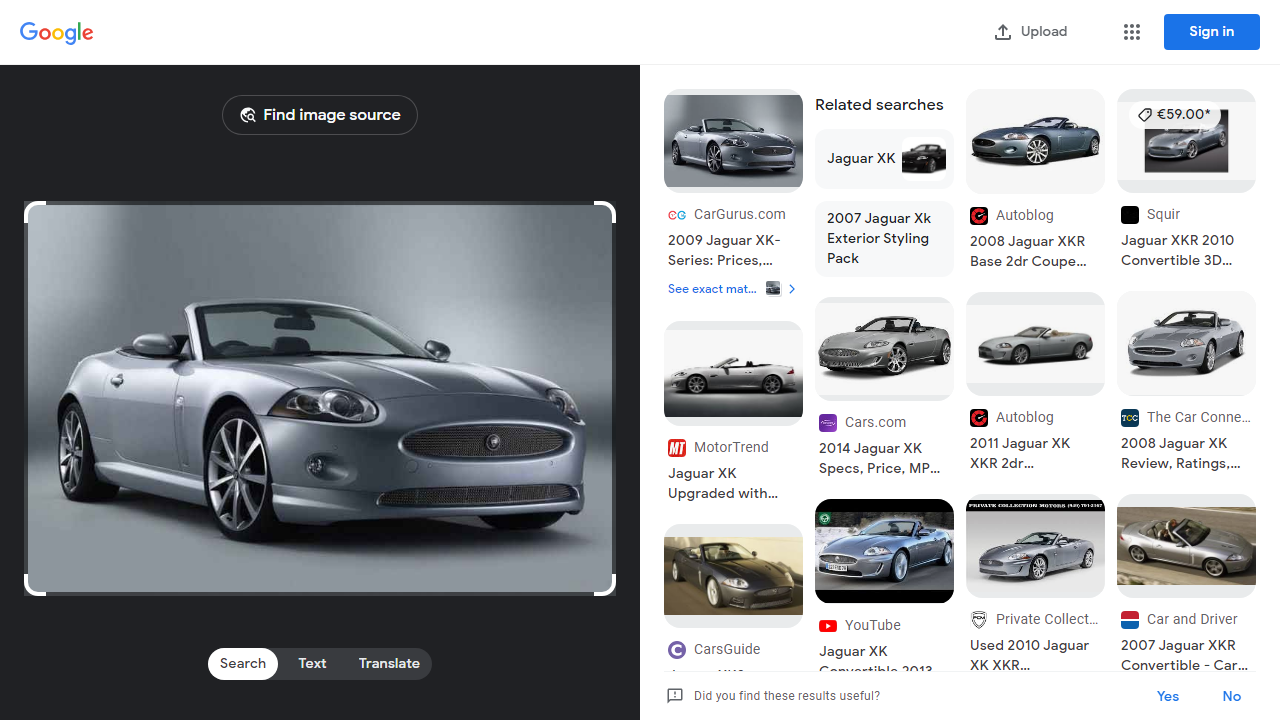 Google
Upload
Sign in
Find image source
Search
Text
Translate
CarGurus.com
2009 Jaguar XK-
Series: Prices,...
See exact mat...
MotorTrend
Jaguar XK
Upgraded with...
CarsGuide
Related searches
Jaguar XK
2007 Jaguar Xk
Exterior Styling
Pack
Cars.com
2014 Jaguar XK
Specs, Price, MP...
YouTube
Jaguar XK
Convertible 2013
Autoblog
2008 Jaguar XKR
Base 2dr Coupe...
Autoblog
2011 Jaguar XK
XKR 2dr...
PRIVATE COLLECTION MOTORS
Private Collect...
Used 2010 Jaguar
XK XKR...
€59.00*
Squir
Jaguar XKR 2010
Convertible 3D...
TCC
The Car Conne...
2008 Jaguar XK
Review, Ratings,...
Car and Driver
2007 Jaguar XKR
Convertible - Car...
Did you find these results useful?
Yes
No